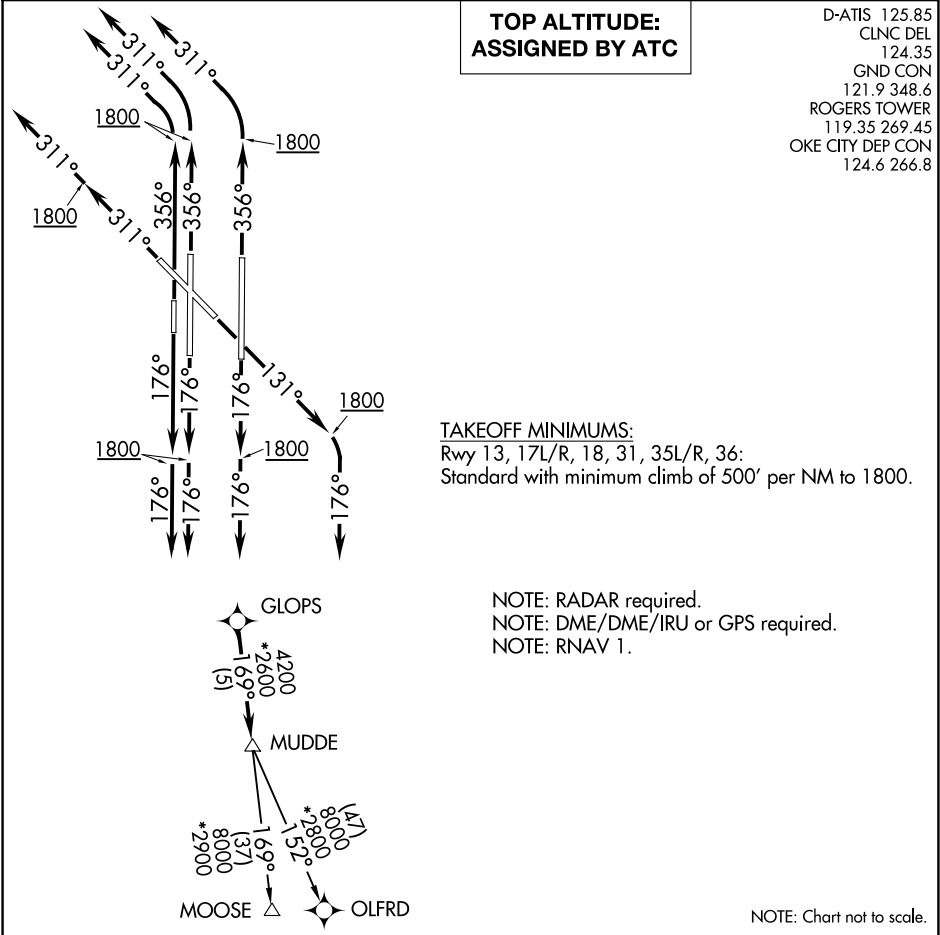 TOP ALTITUDE:
ASSIGNED BY ATC
D-ATIS 125.85
CLNC DEL
124.35
GND CON
121.9 348.6
ROGERS TOWER
119.35 269.45
OKE CITY DEP CON
124.6 266.8
311°
311°
311°
1800
1800
311°
1800
311°
356°
356°
356°
176°
176°
176°
131°
1800
1800
1800
176°
176°
176°
176°
TAKEOFF MINIMUMS:
Rwy 13, 17L/R, 18, 31, 35L/R, 36:
Standard with minimum climb of 500' per NM to 1800.
NOTE: RADAR required.
NOTE: DME/DME/IRU or GPS required.
NOTE: RNAV 1.
GLOPS
4200
*2600
169°
(5)
MUDDE
(47)
8000
*2800
152°
169°
(37)
8000
*2900
MOOSE
OLFRD
NOTE: Chart not to scale.